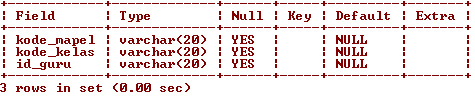 +------------+-------------+------+-----+---------+-------+
| Field | Type | Null | Key | Default | Extra |
+------------+-------------+------+-----+---------+-------+
| kode_mapel | varchar(20) | YES | | NULL | |
| kode_kelas | varchar(20) | YES | | NULL | |
| id_guru | varchar(20) | YES | | NULL | |
+------------+-------------+------+-----+---------+-------+
3 rows in set (0.00 sec)